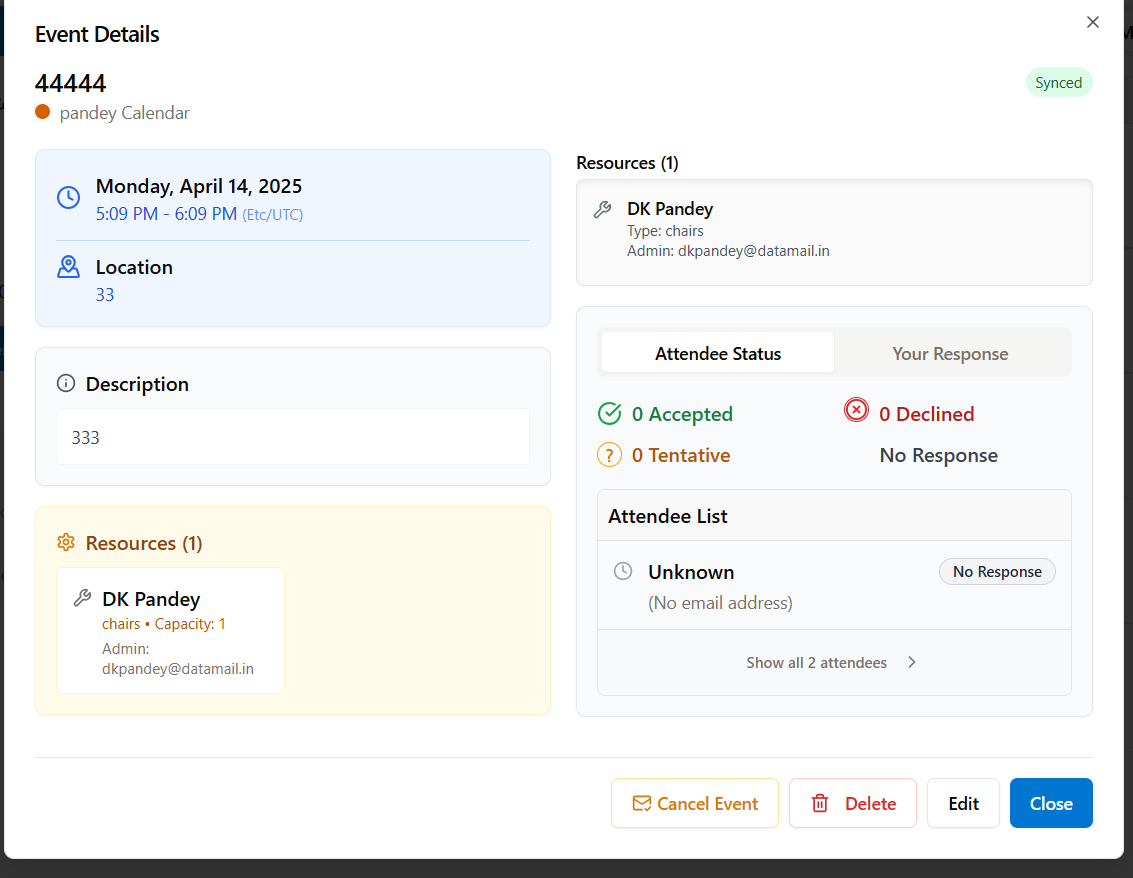 Event Details
44444
Synced
pandey Calendar
Monday, April 14, 2025
5:09 PM - 6:09 PM (Etc/UTC)
Location
33
Description
333
Resources (1)
DK Pandey
chairs • Capacity: 1
Admin:
dkpandey@datamail.in
Resources (1)
DK Pandey
Type: chairs
Admin: dkpandey@datamail.in
Attendee Status
Your Response
0 Accepted
0 Declined
? 0 Tentative
No Response
Attendee List
Unknown
No Response
(No email address)
Show all 2 attendees
Cancel Event
Delete
Edit
Close